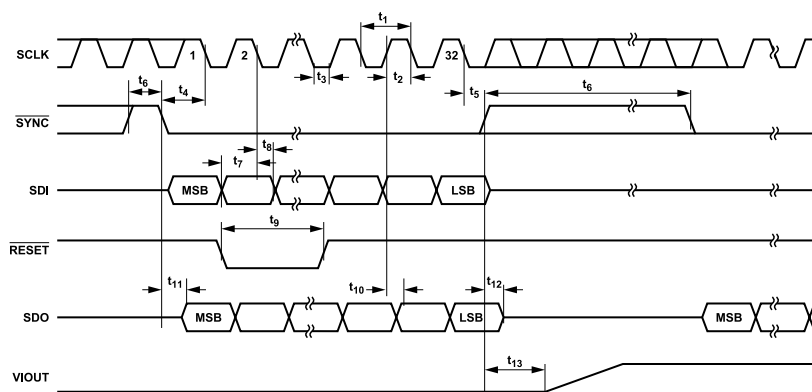 t1
SCLK
1
2
32
t3
t2
t6
t4
t5
t6
SYNC
t8
t7
SDI
MSB
LSB
t9
RESET
t11
t10
t12
SDO
MSB
LSB
MSB
t13
VIOUT